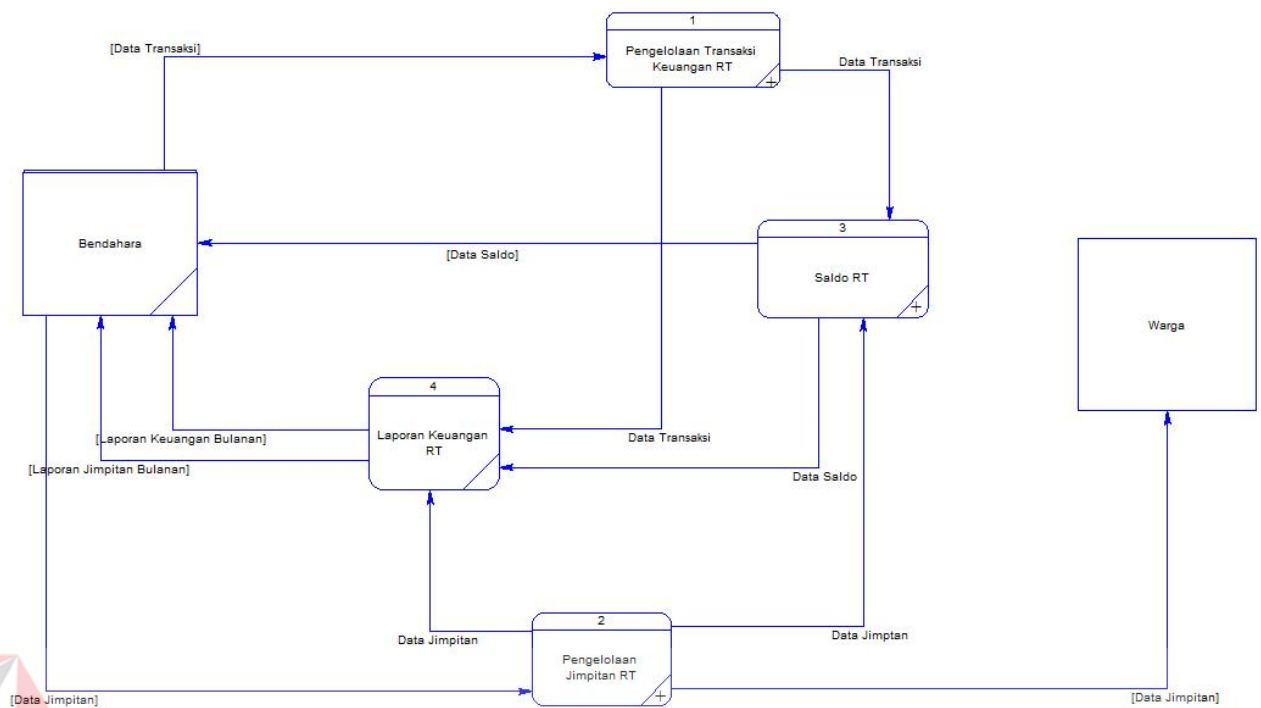 1
[Data Transaksi]
Pengelolaan Transaksi
Keuangan RT
Data Transaksi
+
3
Bendahara
[Data Saldo]
Saldo RT
+
Warga
4
Laporan Keuangan
RT
[Laporan Keuangan Bulanan]
Data Transaksi
[Laporan Jimpitan Bulanan]
Data Saldo
2
Data Jimpitan
Data Jimptan
Pengelolaan
Jimpitan RT
+
[Data Jimpitan]
[Data Jimpitan]